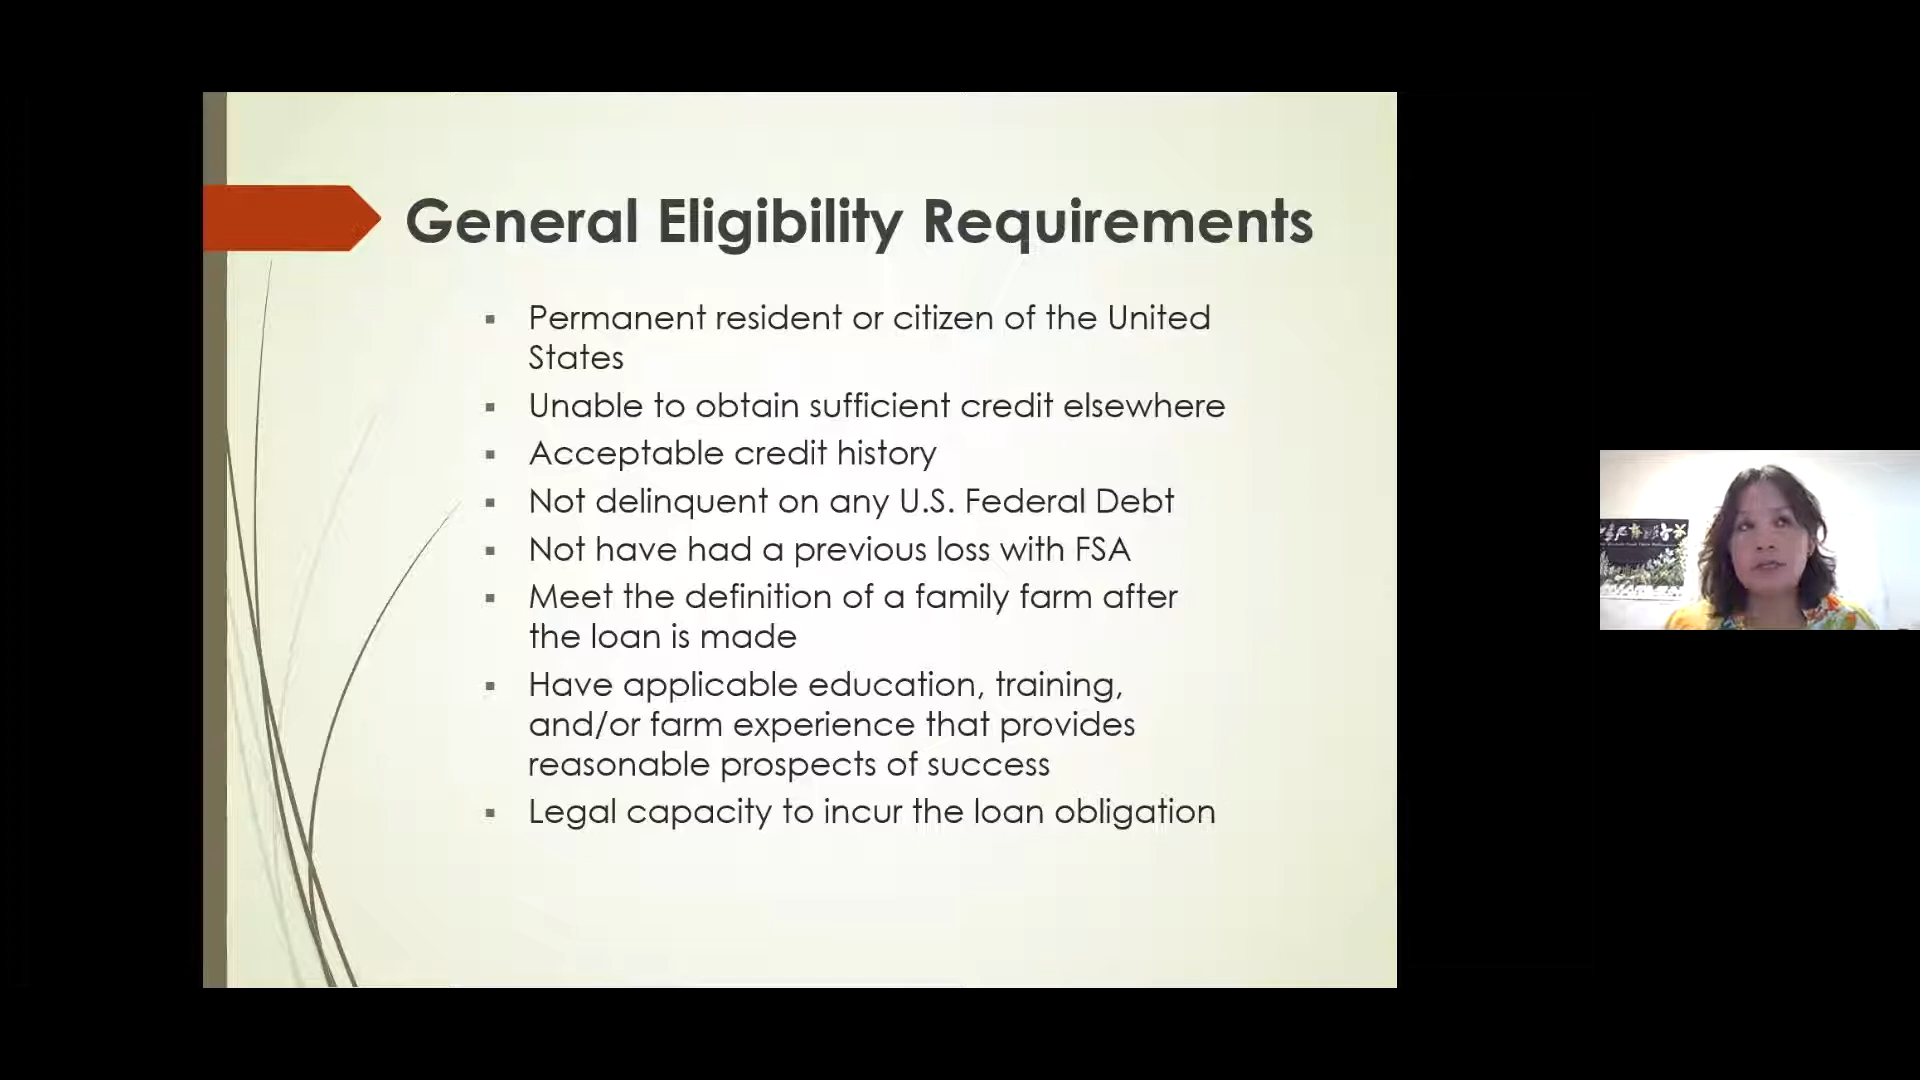 General Eligibility Requirements
Permanent resident or citizen of the United
States
Unable to obtain sufficient credit elsewhere
Acceptable credit history
Not delinquent on any U.S. Federal Debt
Not have had a previous loss with FSA
Meet the definition of a family farm after
the loan is made
Have applicable education, training,
and/or farm experience that provides
reasonable prospects of success
Legal capacity to incur the loan obligation